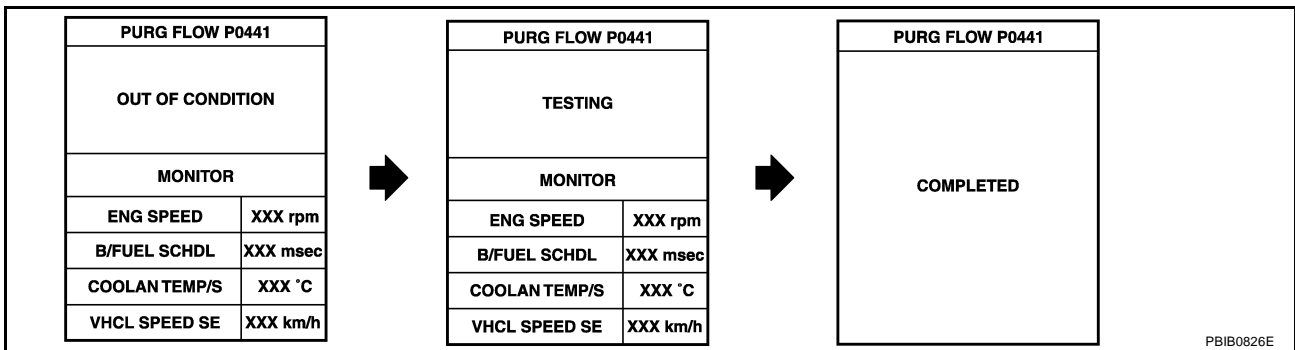 PURG FLOW P0441
OUT OF CONDITION
MONITOR
ENG SPEED XXX rpm
B/FUEL SCHDL XXX msec
COOLAN TEMP/S XXX °C
VHCL SPEED SE XXX km/h
PURG FLOW P0441
TESTING
MONITOR
ENG SPEED XXX rpm
B/FUEL SCHDL XXX msec
COOLAN TEMP/S XXX °C
VHCL SPEED SE XXX km/h
PURG FLOW P0441
COMPLETED
PBIB0826E